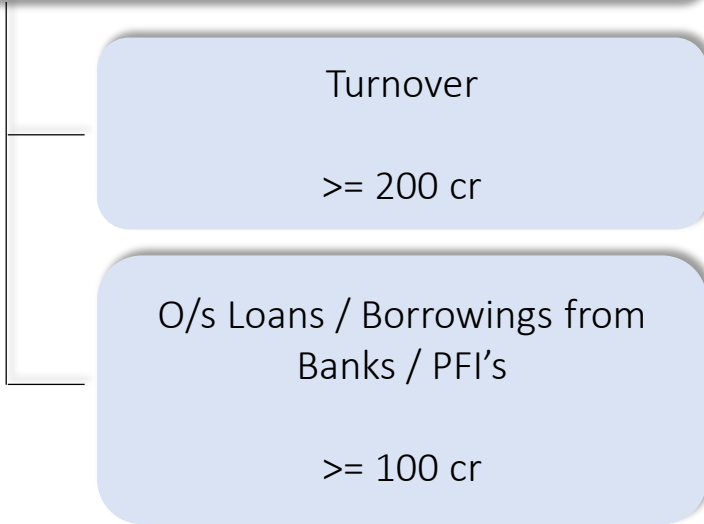 Turnover
>= 200 cr
O/s Loans / Borrowings from
Banks / PFI’s
>= 100 cr